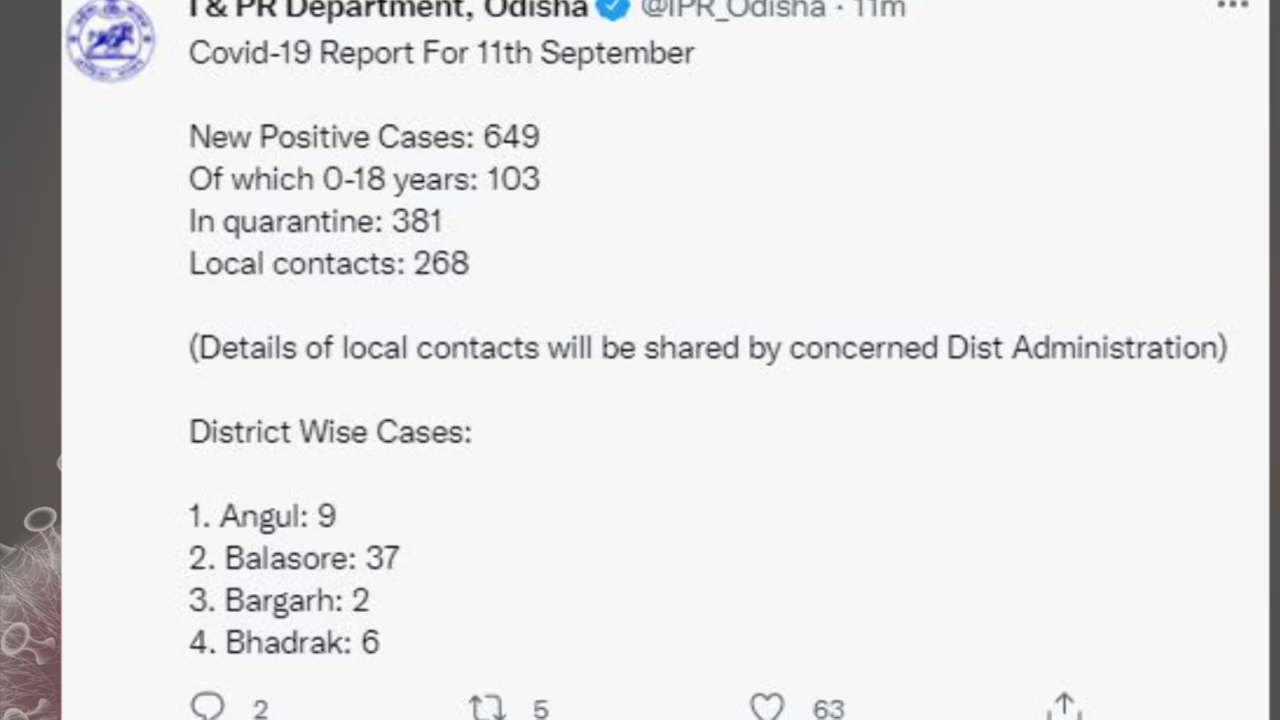 I & PR Department, Odisha @IPR_Odisha · 11m
Covid-19 Report For 11th September
New Positive Cases: 649
Of which 0-18 years: 103
In quarantine: 381
Local contacts: 268
(Details of local contacts will be shared by concerned Dist Administration)
District Wise Cases:
1. Angul: 9
2. Balasore: 37
3. Bargarh: 2
4. Bhadrak: 6
2 5 63